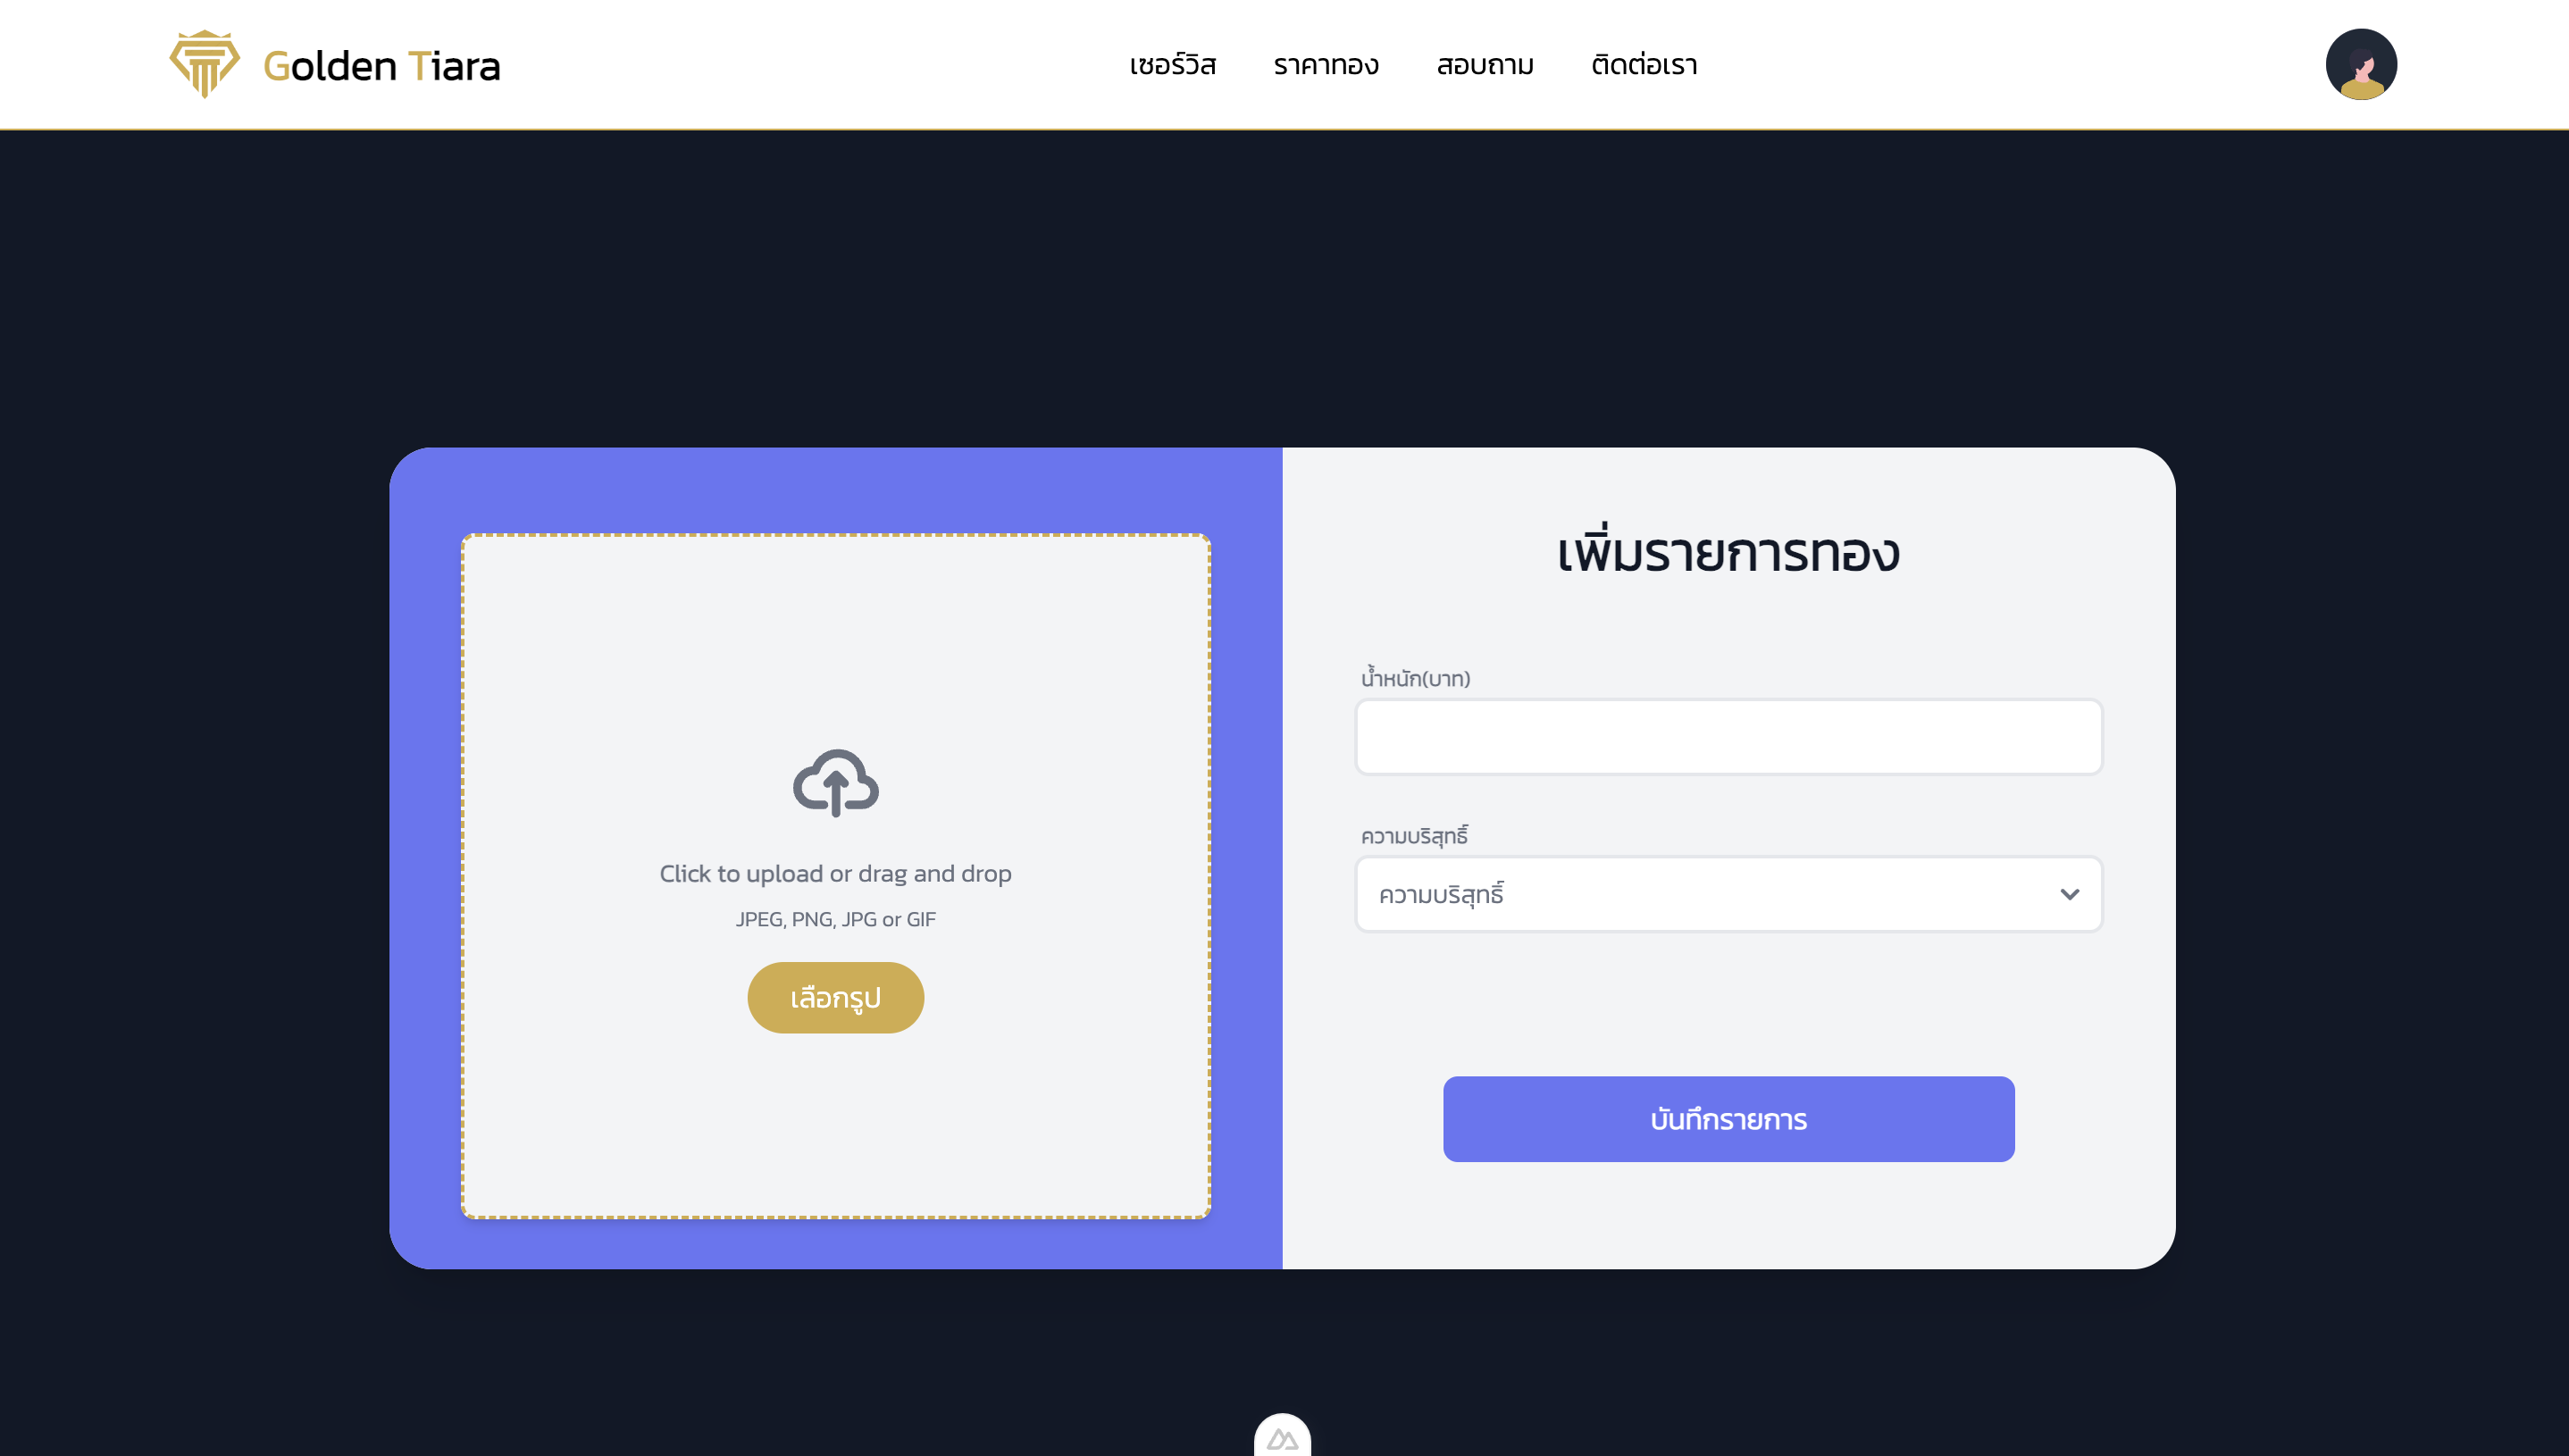 Golden Tiara
เซอร์วิส ราคาทอง สอบถาม ติดต่อเรา
Click to upload or drag and drop
JPEG, PNG, JPG or GIF
เลือกรูป
เพิ่มรายการทอง
น้ำหนัก(บาท)
ความบริสุทธิ์
ความบริสุทธิ์
บันทึกรายการ